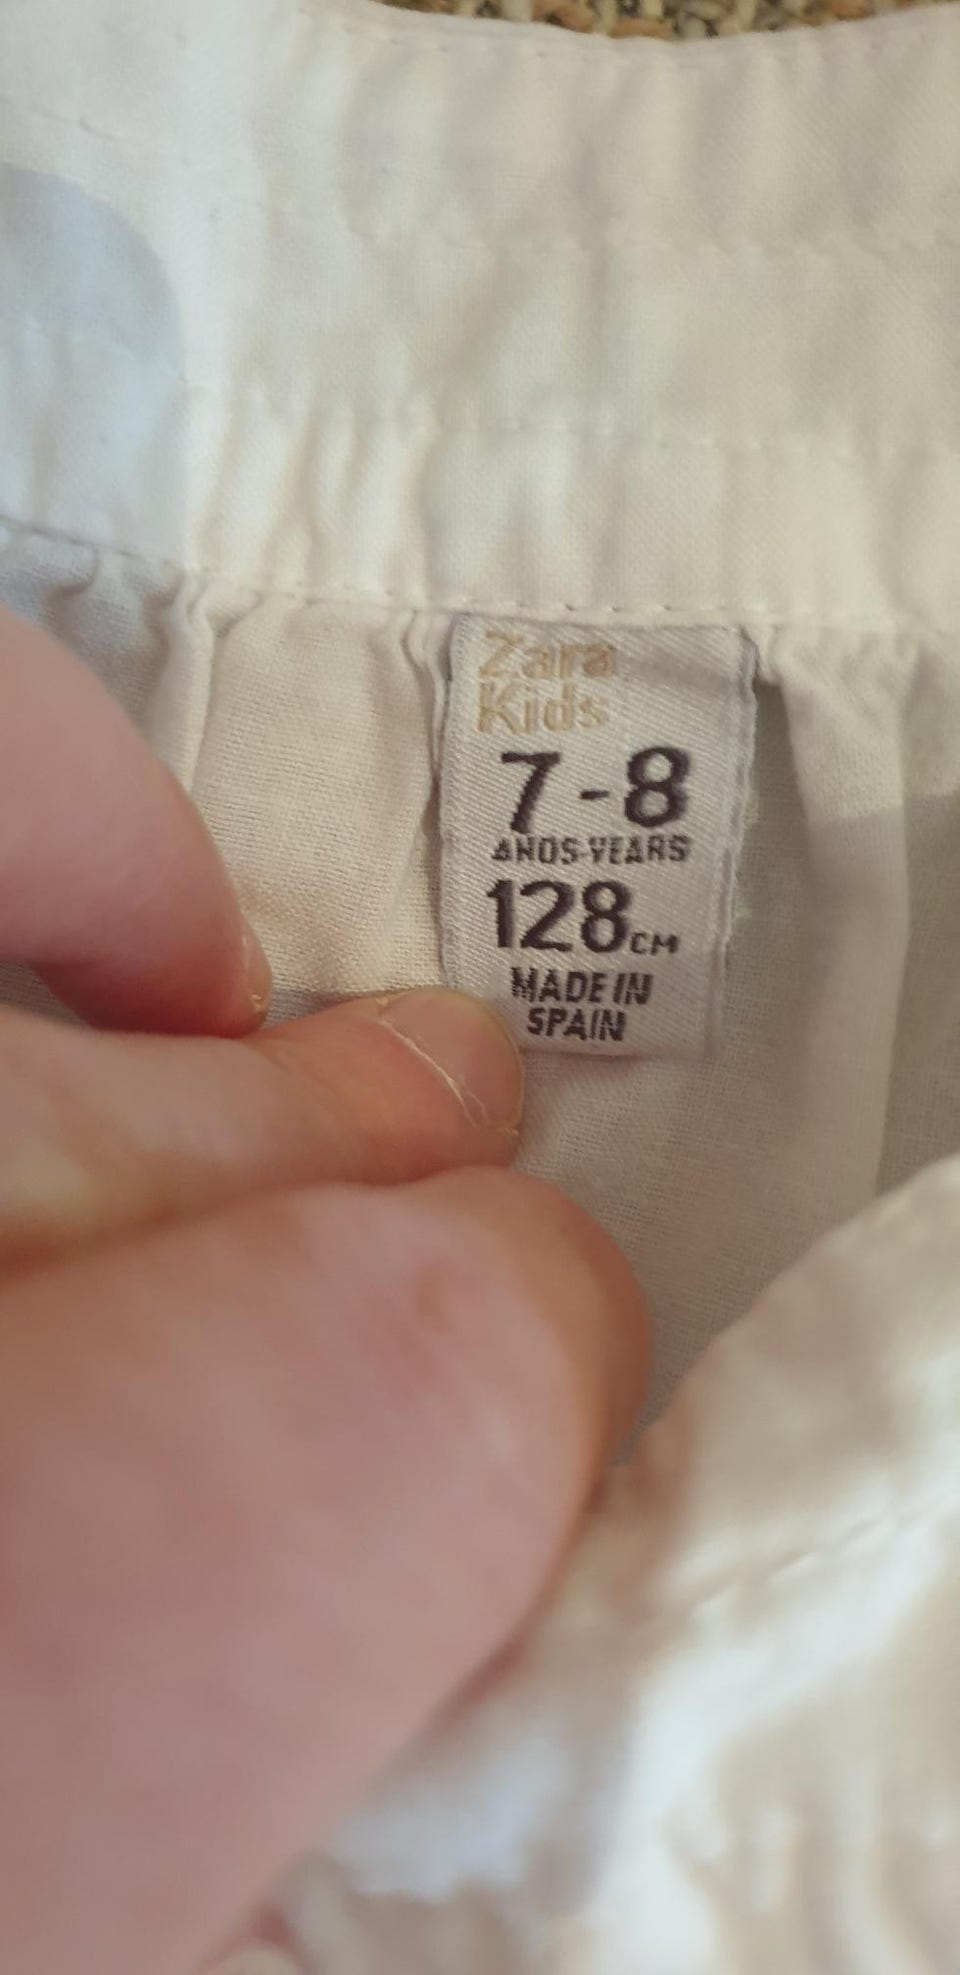 Zara
Kids
7-8
AÑOS-YEARS
128CM
MADE IN
SPAIN